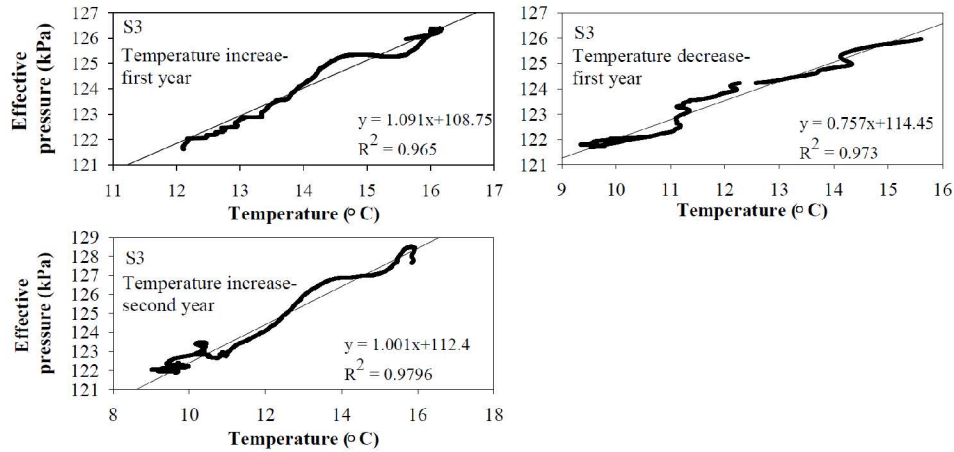 Effective
pressure (kPa)
127
126
125
124
123
122
121
S3
Temperature increae-
first year
y = 1.091x+108.75
R2 = 0.965
11 12 13 14 15 16 17
Temperature (° C)
Effective
pressure (kPa)
127
126
125
124
123
122
121
S3
Temperature decrease-
first year
y = 0.757x+114.45
R2 = 0.973
9 10 11 12 13 14 15 16
Temperature (° C)
Effective
pressure (kPa)
129
128
127
126
125
124
123
122
121
S3
Temperature increase-
second year
y = 1.001x+112.4
R2 = 0.9796
8 10 12 14 16 18
Temperature (° C)